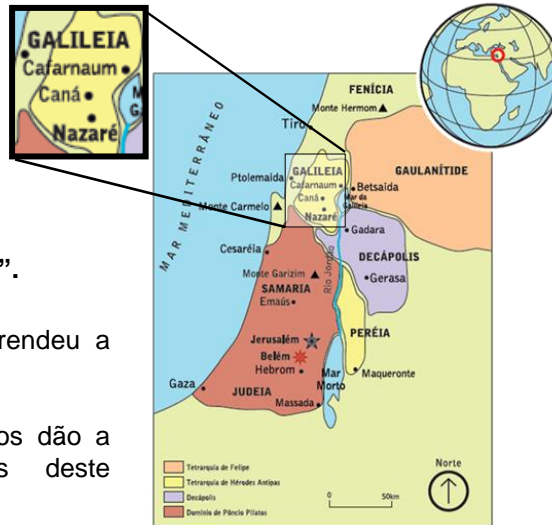 GALILEIA
Cafarnaum
Caná
M
G
Nazaré
FENÍCIA
Monte Hermom
Tiro
MAR MEDITERRÂNEO
GAULANÍTIDE
Ptolemaida
GALILEIA
Cafarnaum
Caná
Betsaida
Mar da Galileia
Nazaré
Monte Carmelo
Gadara
DECÁPOLIS
Cesaréia
Rio Jordão
Gerasa
Monte Garizim
SAMARIA
Emaús
PERÉIA
Jerusalém
Belém
Hebrom
Maqueronte
Mar Morto
Gaza
JUDEIA
Massada
”.
rendeu a
os dão a
s deste
Tetrarquia de Felipe
Tetrarquia de Hérodes Antipas
Decápolis
Domínio de Pôncio Pilatos
0 50km
Norte